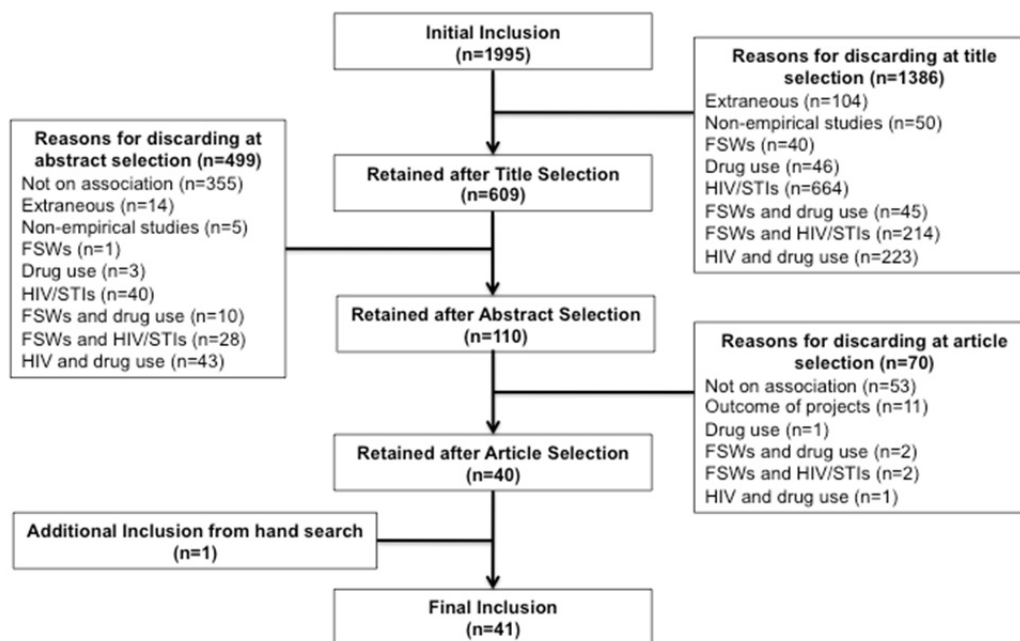 Initial Inclusion
(n=1995)
Reasons for discarding at title
selection (n=1386)
Extraneous (n=104)
Non-empirical studies (n=50)
FSWs (n=40)
Drug use (n=46)
HIV/STIs (n=664)
FSWs and drug use (n=45)
FSWs and HIV/STIs (n=214)
HIV and drug use (n=223)
Retained after Title Selection
(n=609)
Reasons for discarding at
abstract selection (n=499)
Not on association (n=355)
Extraneous (n=14)
Non-empirical studies (n=5)
FSWs (n=1)
Drug use (n=3)
HIV/STIs (n=40)
FSWs and drug use (n=10)
FSWs and HIV/STIs (n=28)
HIV and drug use (n=43)
Retained after Abstract Selection
(n=110)
Reasons for discarding at article
selection (n=70)
Not on association (n=53)
Outcome of projects (n=11)
Drug use (n=1)
FSWs and drug use (n=2)
FSWs and HIV/STIs (n=2)
HIV and drug use (n=1)
Retained after Article Selection
(n=40)
Additional Inclusion from hand search
(n=1)
Final Inclusion
(n=41)